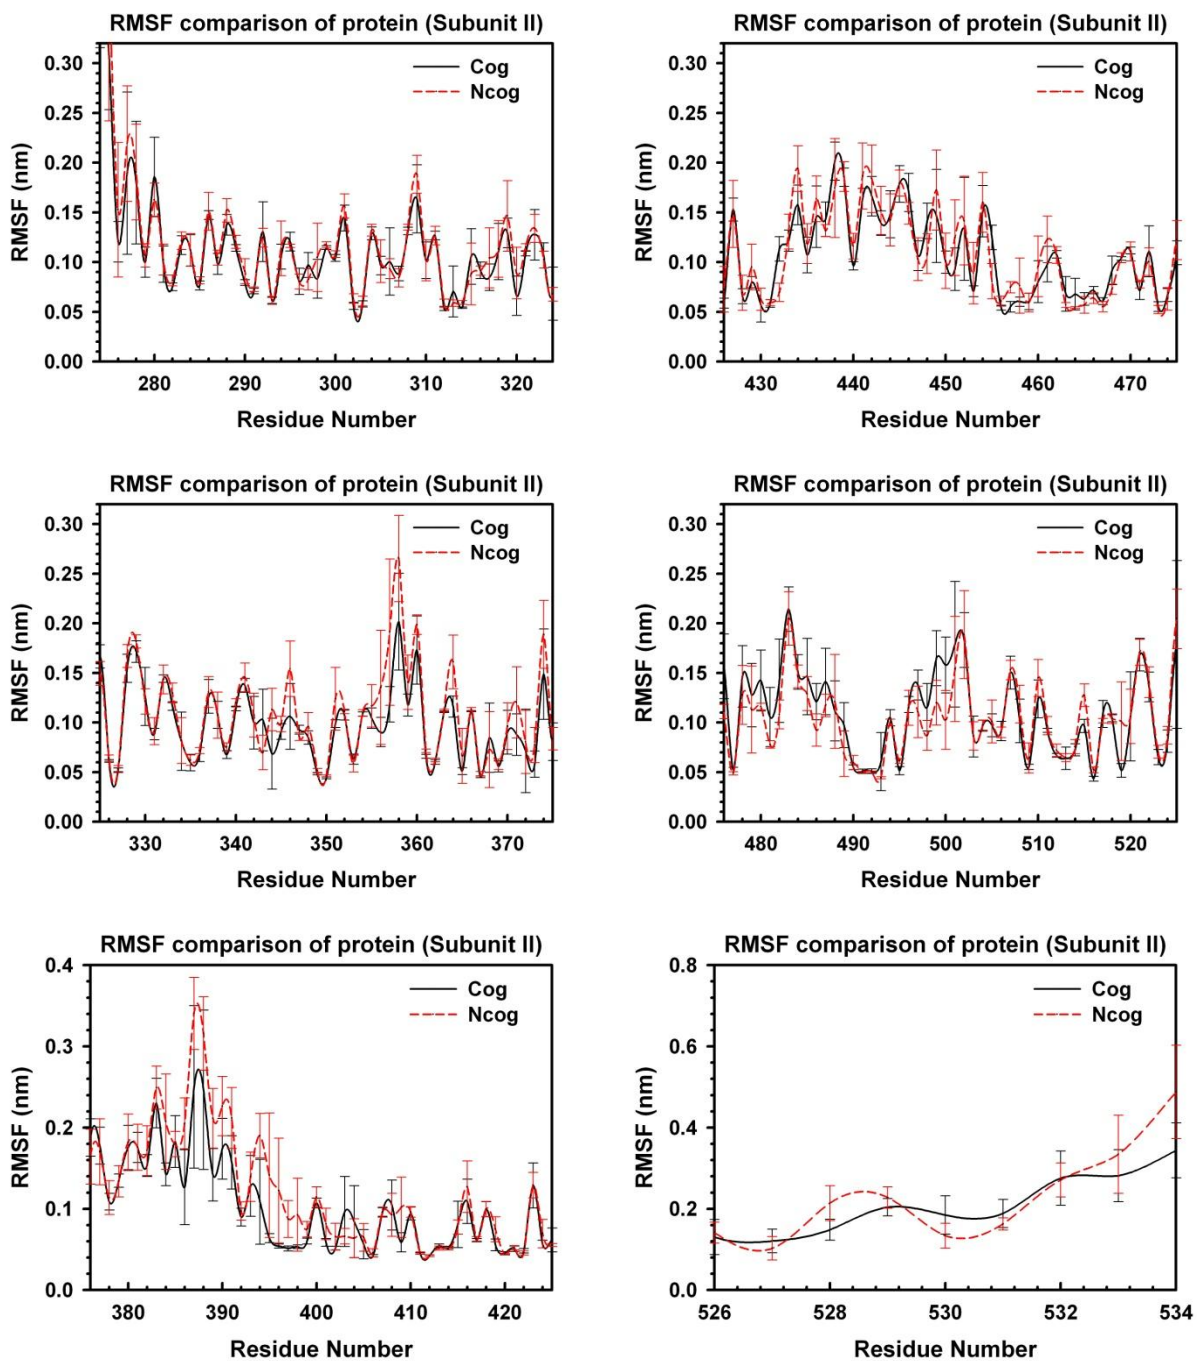 RMSF comparison of protein (Subunit II)
RMSF (nm)
0.30
0.25
0.20
0.15
0.10
0.05
0.00
Cog
Ncog
280 290 300 310 320
Residue Number
RMSF comparison of protein (Subunit II)
RMSF (nm)
0.30
0.25
0.20
0.15
0.10
0.05
0.00
Cog
Ncog
430 440 450 460 470
Residue Number
RMSF comparison of protein (Subunit II)
RMSF (nm)
0.30
0.25
0.20
0.15
0.10
0.05
0.00
Cog
Ncog
330 340 350 360 370
Residue Number
RMSF comparison of protein (Subunit II)
RMSF (nm)
0.30
0.25
0.20
0.15
0.10
0.05
0.00
Cog
Ncog
480 490 500 510 520
Residue Number
RMSF comparison of protein (Subunit II)
RMSF (nm)
0.4
0.3
0.2
0.1
0.0
Cog
Ncog
380 390 400 410 420
Residue Number
RMSF comparison of protein (Subunit II)
RMSF (nm)
0.8
0.6
0.4
0.2
0.0
Cog
Ncog
526 528 530 532 534
Residue Number